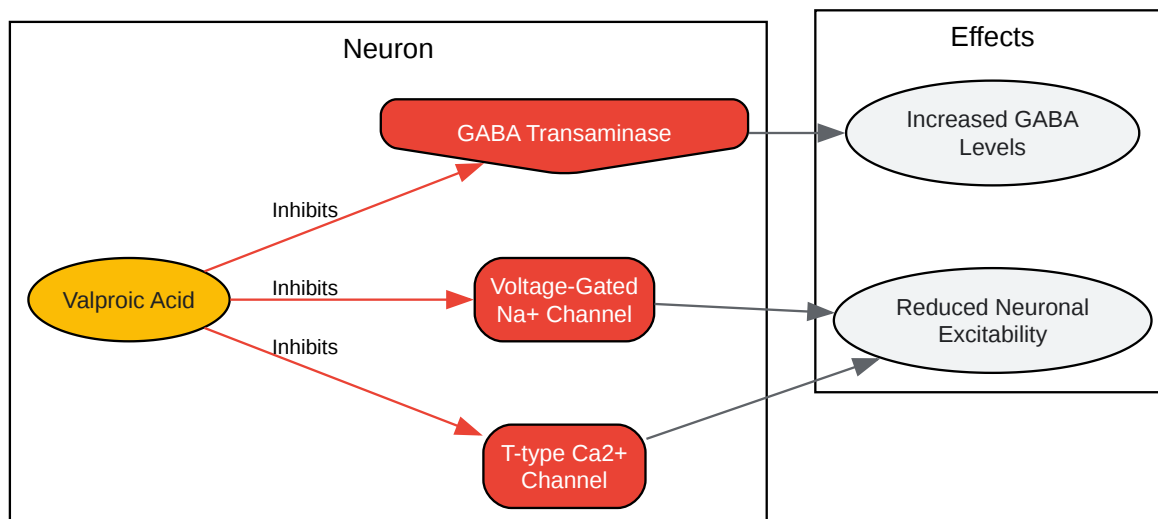 Neuron
Effects
GABA Transaminase
Increased GABA
Levels
Inhibits
Valproic Acid
Inhibits
Voltage-Gated
Na+ Channel
Reduced Neuronal
Excitability
Inhibits
T-type Ca2+
Channel